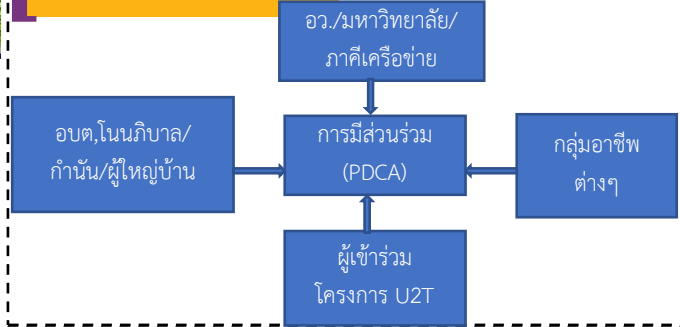 อว./มหาวิทยาลัย/
ภาคีเครือข่าย
อบต,โนนภิบาล/
กำนัน/ผู้ใหญ่บ้าน
การมีส่วนร่วม
(PDCA)
กลุ่มอาชีพ
ต่างๆ
ผู้เข้าร่วม
โครงการ U2T